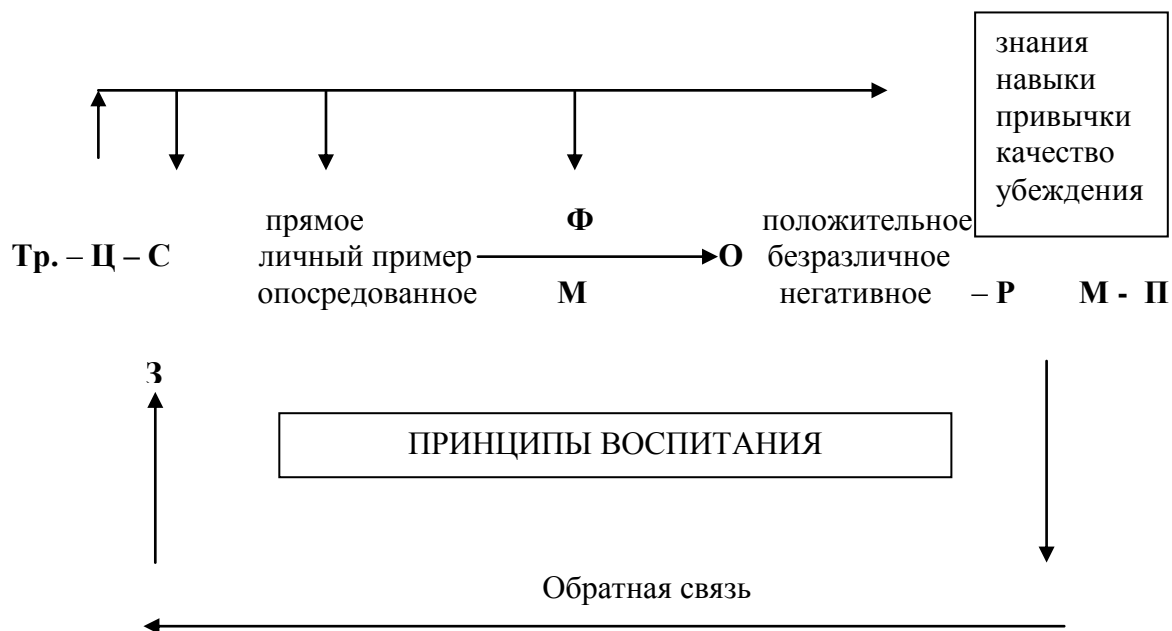 знания
навыки
привычки
качество
убеждения
прямое Ф положительное
Тр. – Ц – С личный пример О безразличное
опосредованное М негативное – Р М - П
З
ПРИНЦИПЫ ВОСПИТАНИЯ
Обратная связь